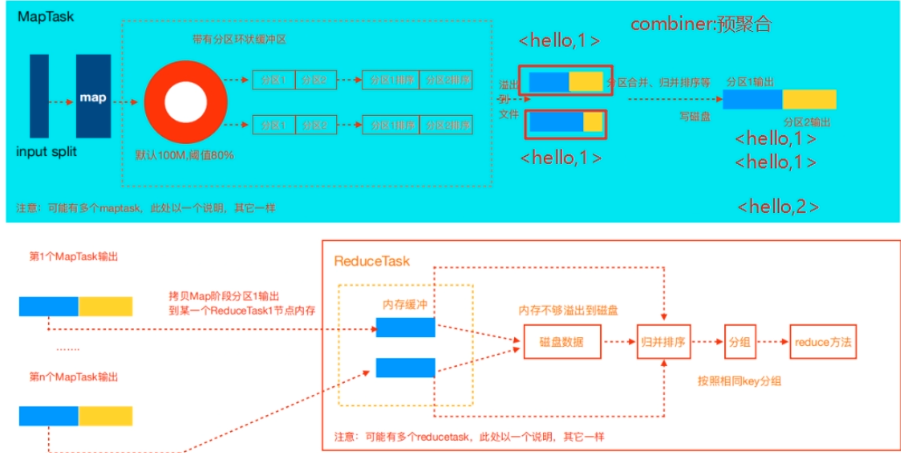 MapTask
combiner:预聚合
<hello,1>
带有分区环状缓冲区
map
分区1 分区2 分区1排序 分区2排序
溢出
到
文件
分区合并、归并排序等
分区1输出
分区1 分区2 分区1排序 分区2排序
写磁盘
分区2输出
input split
默认100M,阈值80%
<hello,1>
<hello,1>
<hello,1>
注意：可能有多个maptask，此处以一个说明，其它一样
<hello,2>
第1个MapTask输出
ReduceTask
拷贝Map阶段分区1输出
到某一个ReduceTask1节点内存
内存缓冲
内存不够溢出到磁盘
.......
磁盘数据
归并排序
分组
reduce方法
第n个MapTask输出
按照相同key分组
注意：可能有多个reducetask，此处以一个说明，其它一样